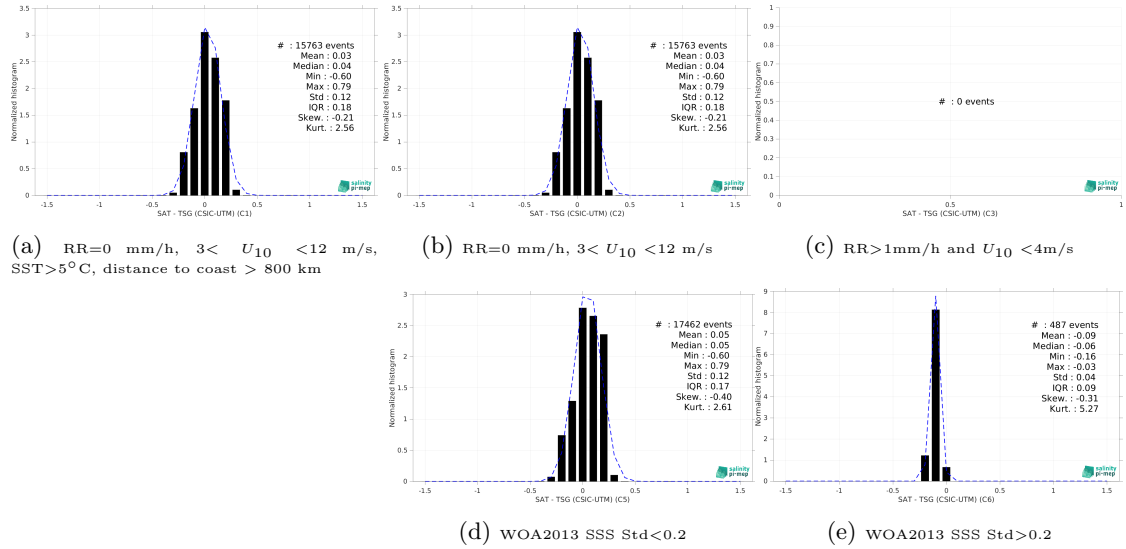 3.5
3
2.5
2
1.5
1
0.5
0
Normalized histogram
# : 15763 events
Mean : 0.03
Median : 0.04
Min : -0.60
Max : 0.79
Std : 0.12
IQR : 0.18
Skew. : -0.21
Kurt. : 2.56
salinity
pi-mep
-1.5 -1 -0.5 0 0.5 1 1.5
SAT - TSG (CSIC-UTM) (C1)
(a) RR=0 mm/h, 3< U10 <12 m/s,
SST>5°C, distance to coast > 800 km
3.5
3
2.5
2
1.5
1
0.5
0
Normalized histogram
# : 15763 events
Mean : 0.03
Median : 0.04
Min : -0.60
Max : 0.79
Std : 0.12
IQR : 0.18
Skew. : -0.21
Kurt. : 2.56
salinity
pi-mep
-1.5 -1 -0.5 0 0.5 1 1.5
SAT - TSG (CSIC-UTM) (C2)
(b) RR=0 mm/h, 3< U10 <12 m/s
1
0.9
0.8
0.7
0.6
0.5
0.4
0.3
0.2
0.1
0
Normalized histogram
# : 0 events
salinity
pi-mep
0 0.5 1
SAT - TSG (CSIC-UTM) (C3)
(c) RR>1mm/h and U10 <4m/s
3
2.5
2
1.5
1
0.5
0
Normalized histogram
# : 17462 events
Mean : 0.05
Median : 0.05
Min : -0.60
Max : 0.79
Std : 0.12
IQR : 0.17
Skew. : -0.40
Kurt. : 2.61
salinity
pi-mep
-1.5 -1 -0.5 0 0.5 1 1.5
SAT - TSG (CSIC-UTM) (C5)
(d) WOA2013 SSS Std<0.2
9
8
7
6
5
4
3
2
1
0
Normalized histogram
# : 487 events
Mean : -0.09
Median : -0.06
Min : -0.16
Max : -0.03
Std : 0.04
IQR : 0.09
Skew. : -0.31
Kurt. : 5.27
salinity
pi-mep
-1.5 -1 -0.5 0 0.5 1 1.5
SAT - TSG (CSIC-UTM) (C6)
(e) WOA2013 SSS Std>0.2